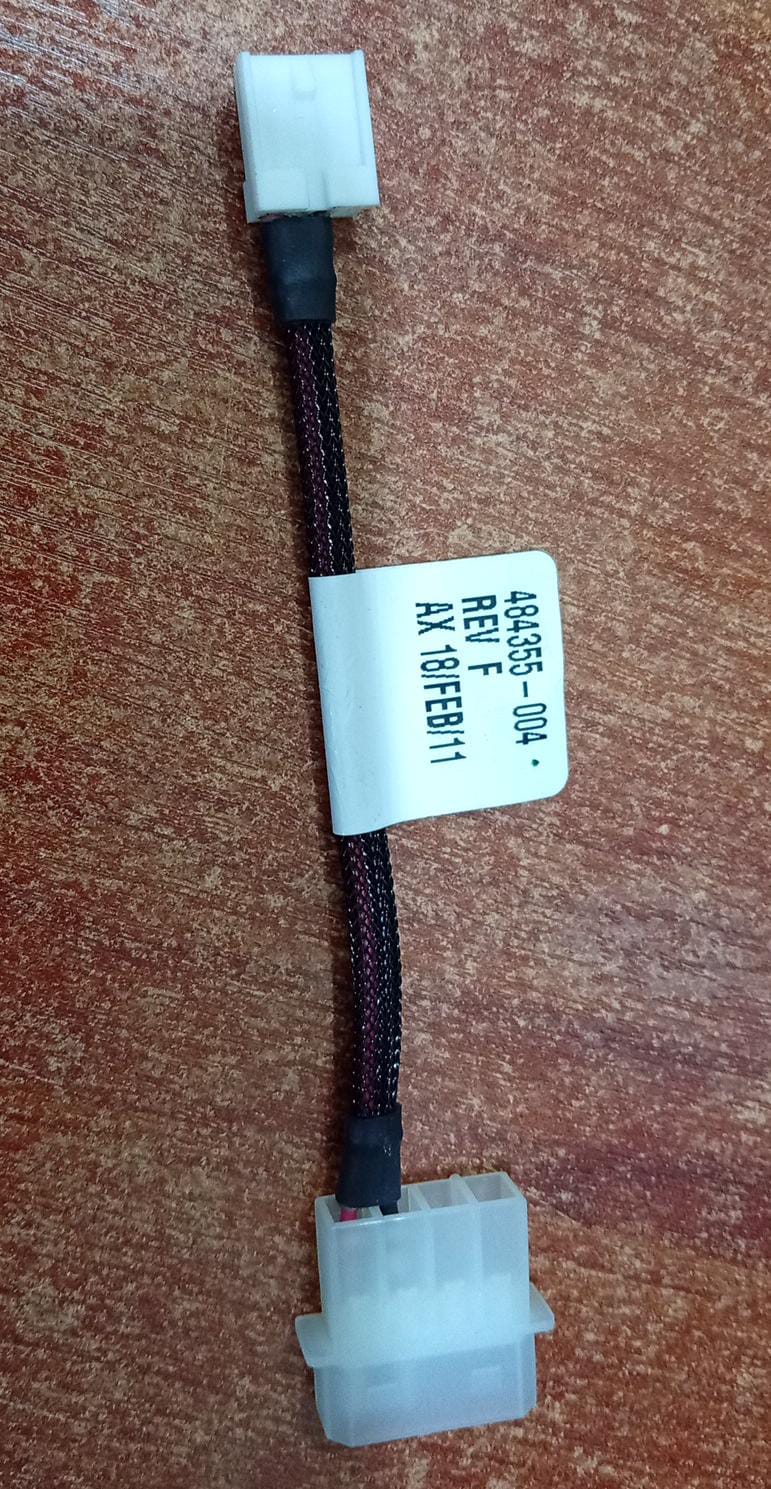 484355-004
REV F
AX 18/FEB/11